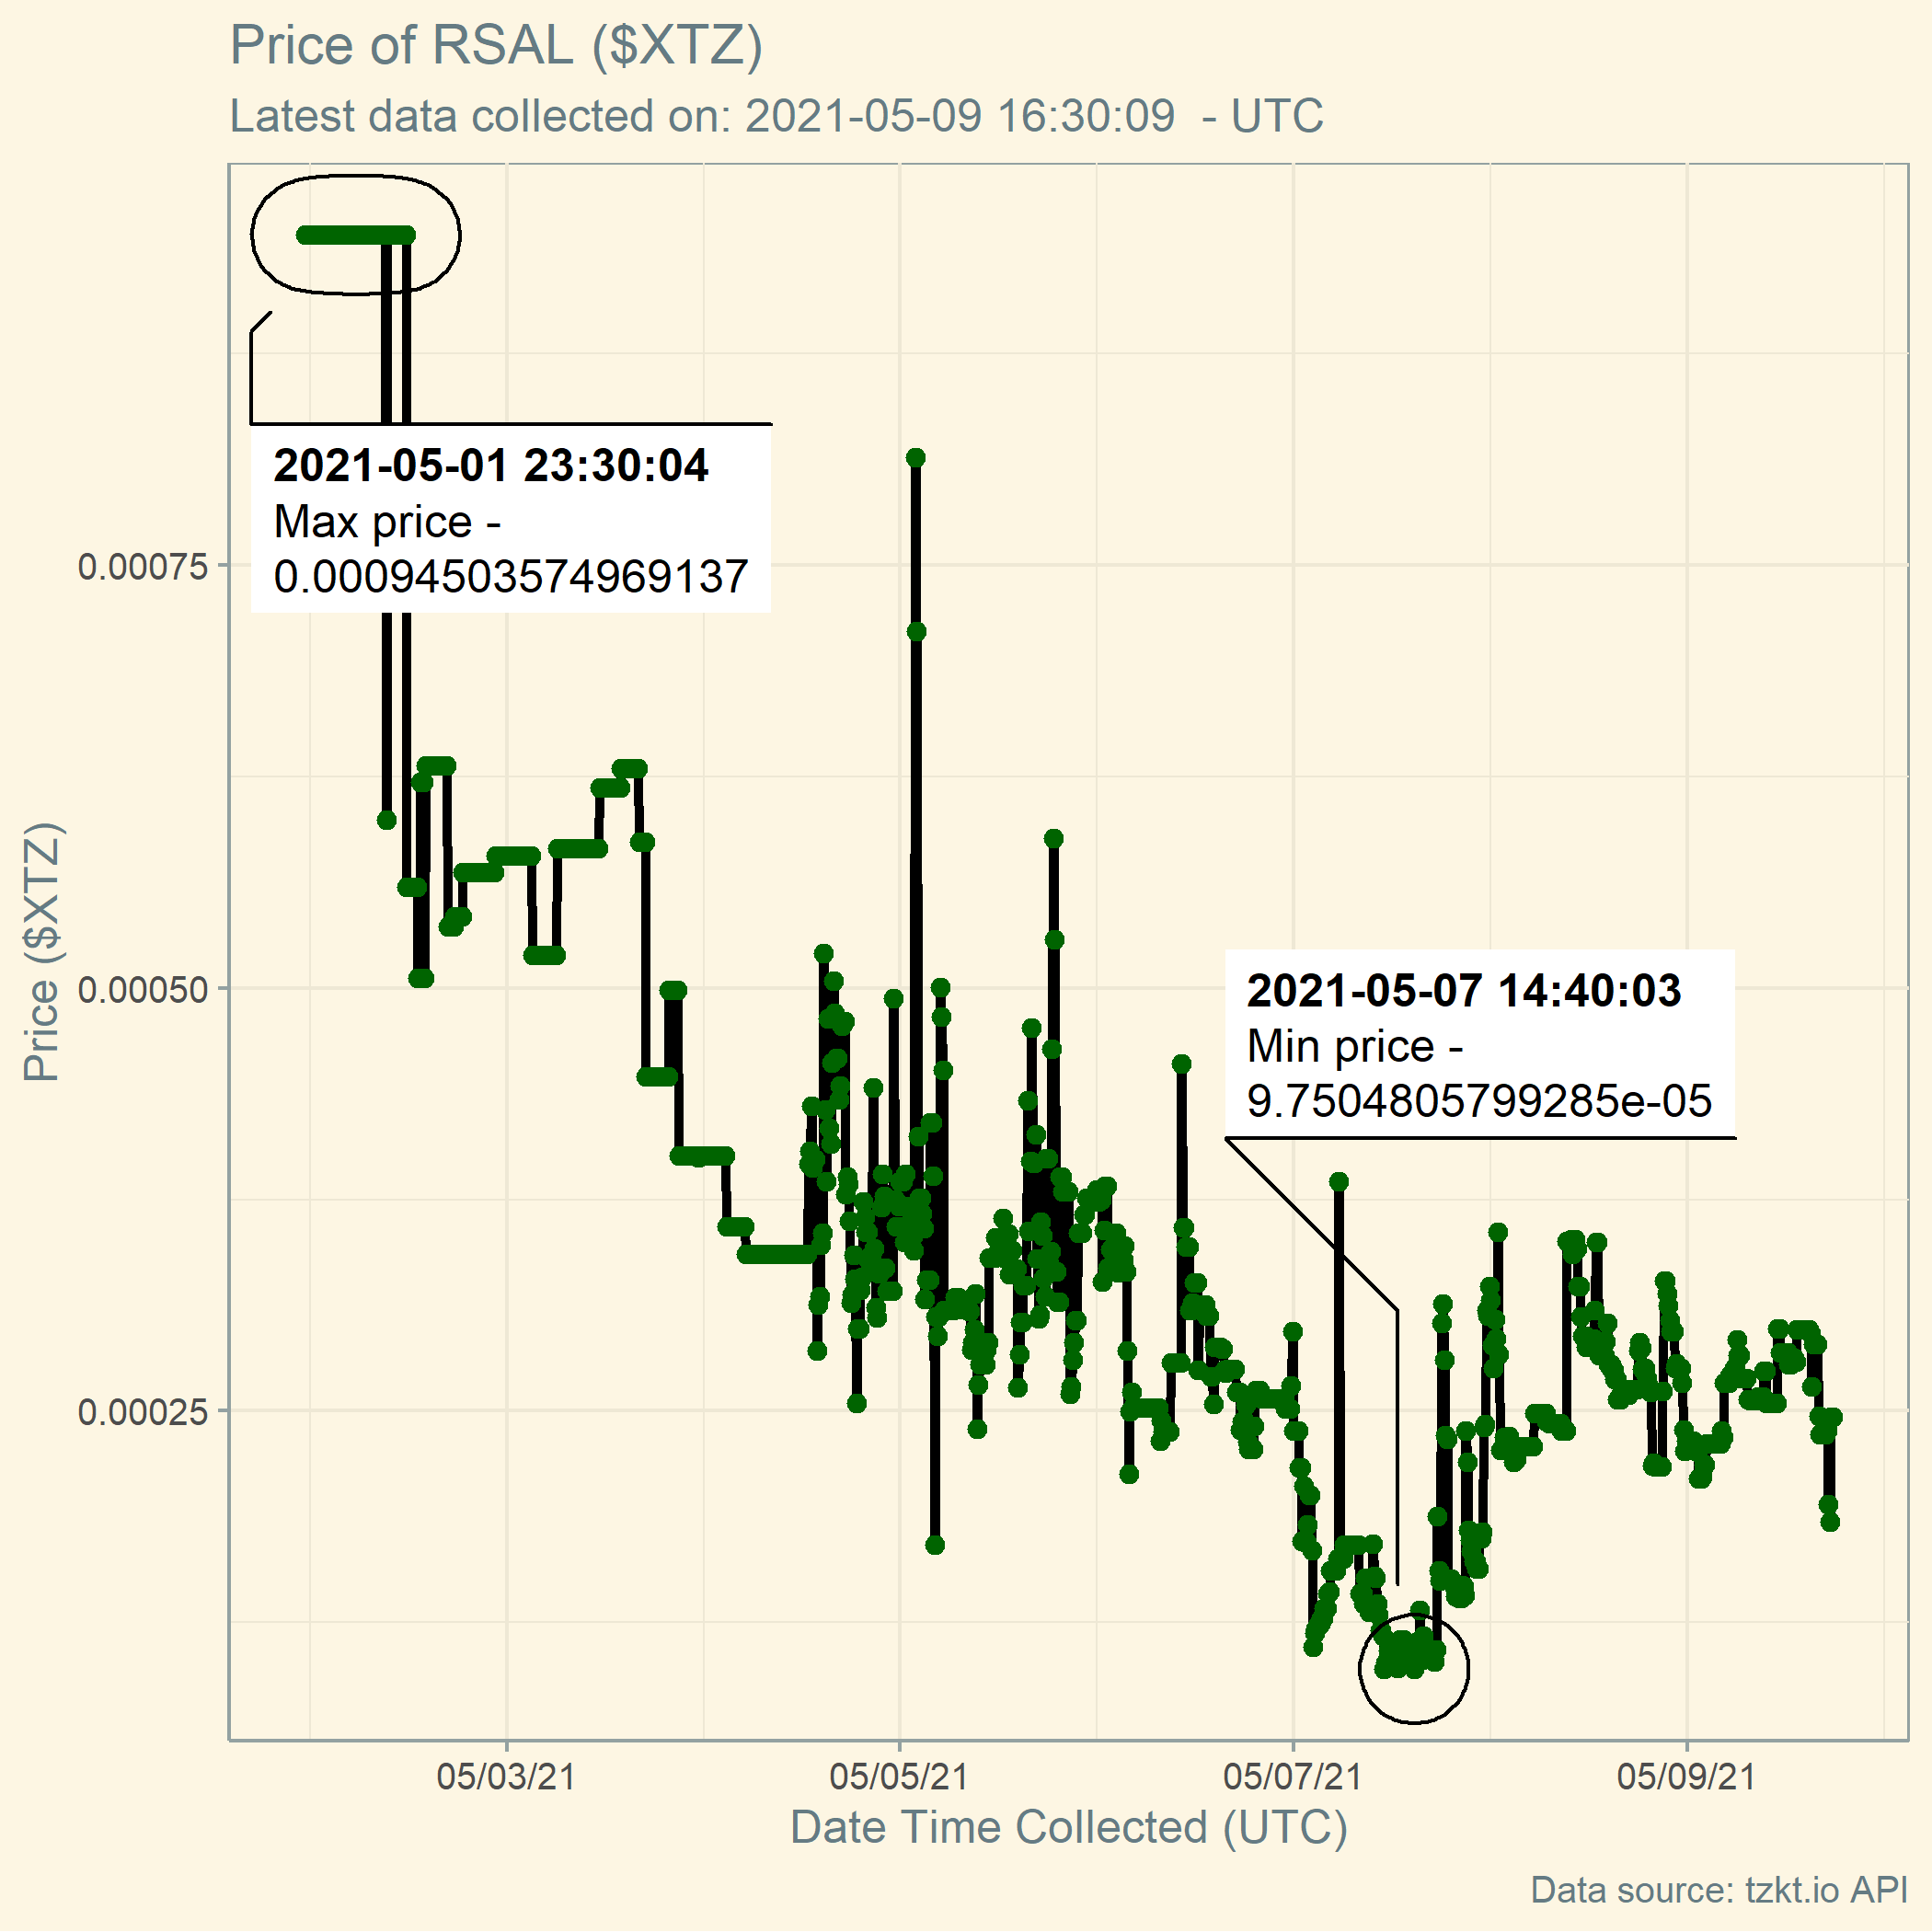 Price of RSAL ($XTZ)
Latest data collected on: 2021-05-09 16:30:09  - UTC
2021-05-01 23:30:04
Max price -
0.000945035749​69137
0.00075
Price ($XTZ)
0.00050
2021-05-07 14:40:03
Min price -
9.7504805799285e-05
0.00025
05/03/21
05/05/21
05/07/21
05/09/21
Date Time Collected (UTC)
Data source: tzkt.io API